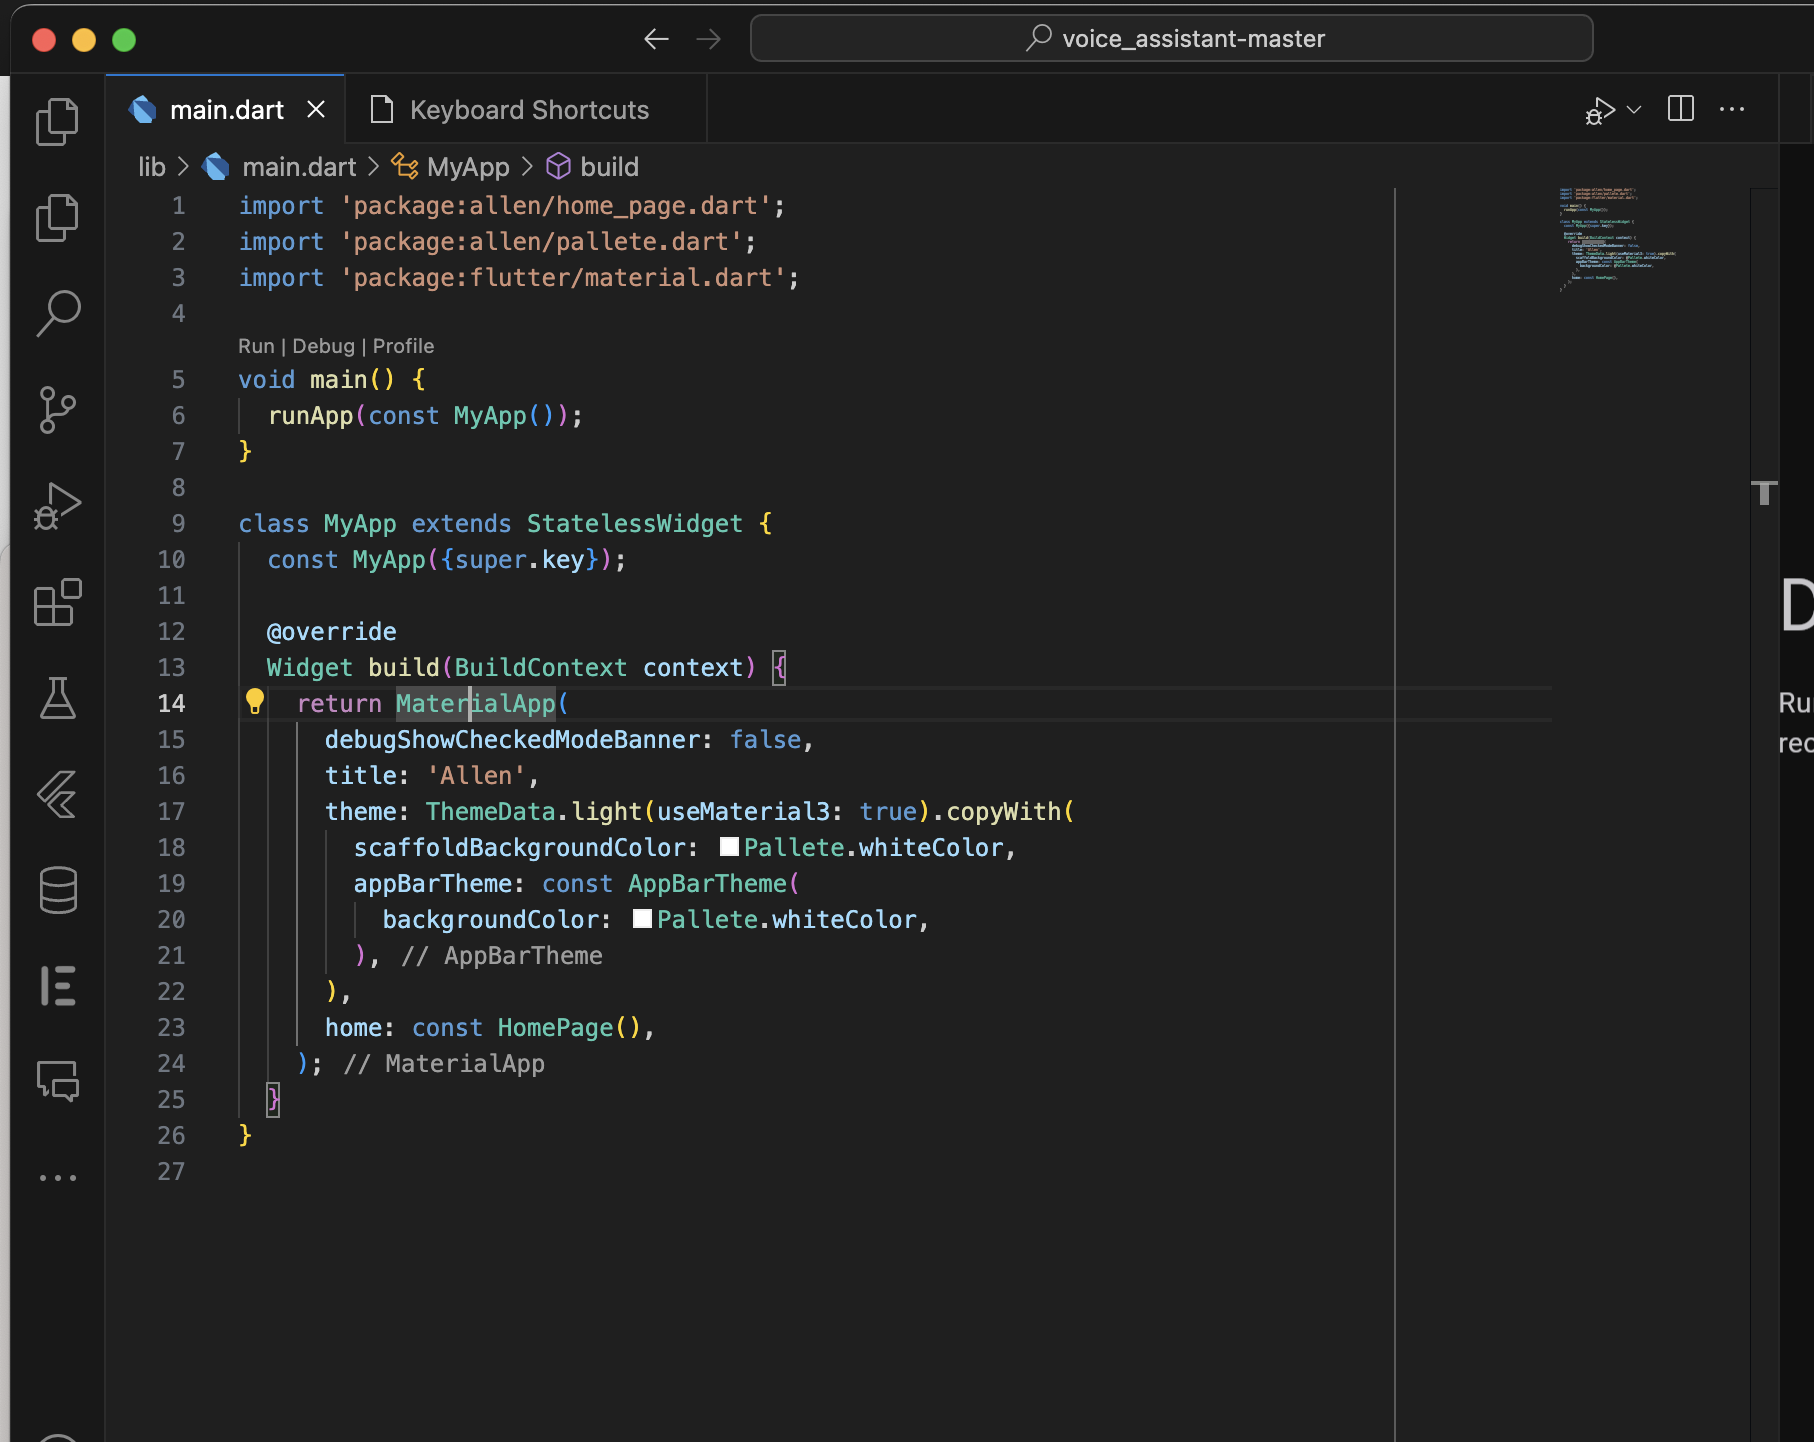 voice_assistant-master
main.dart
Keyboard Shortcuts
lib > main.dart > MyApp > build
1 import 'package:allen/home_page.dart';
2 import 'package:allen/pallete.dart';
3 import 'package:flutter/material.dart';
4
Run | Debug | Profile
5 void main() {
6   runApp(const MyApp());
7 }
8
9 class MyApp extends StatelessWidget {
10   const MyApp({super.key});
11
12   @override
13   Widget build(BuildContext context) {
14     return MaterialApp(
15       debugShowCheckedModeBanner: false,
16       title: 'Allen',
17       theme: ThemeData.light(useMaterial3: true).copyWith(
18         scaffoldBackgroundColor: Pallete.whiteColor,
19         appBarTheme: const AppBarTheme(
20           backgroundColor: Pallete.whiteColor,
21         ), // AppBarTheme
22       ),
23       home: const HomePage(),
24     ); // MaterialApp
25   }
26 }
27